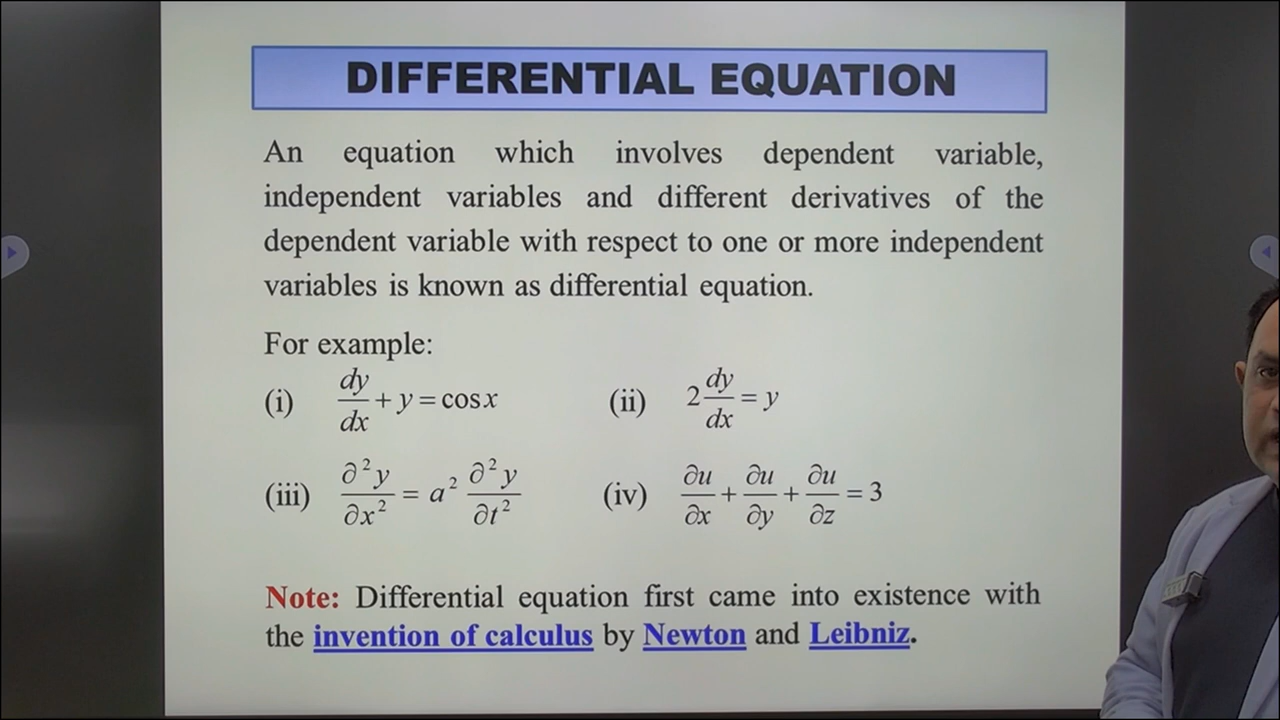 DIFFERENTIAL EQUATION
An equation which involves dependent variable,
independent variables and different derivatives of the
dependent variable with respect to one or more independent
variables is known as differential equation.
For example:
(i) dy/dx + y = cos x (ii) 2 dy/dx = y
(iii) ∂²y/∂x² = a² ∂²y/∂t² (iv) ∂u/∂x + ∂u/∂y + ∂u/∂z = 3
Note: Differential equation first came into existence with
the invention of calculus by Newton and Leibniz.